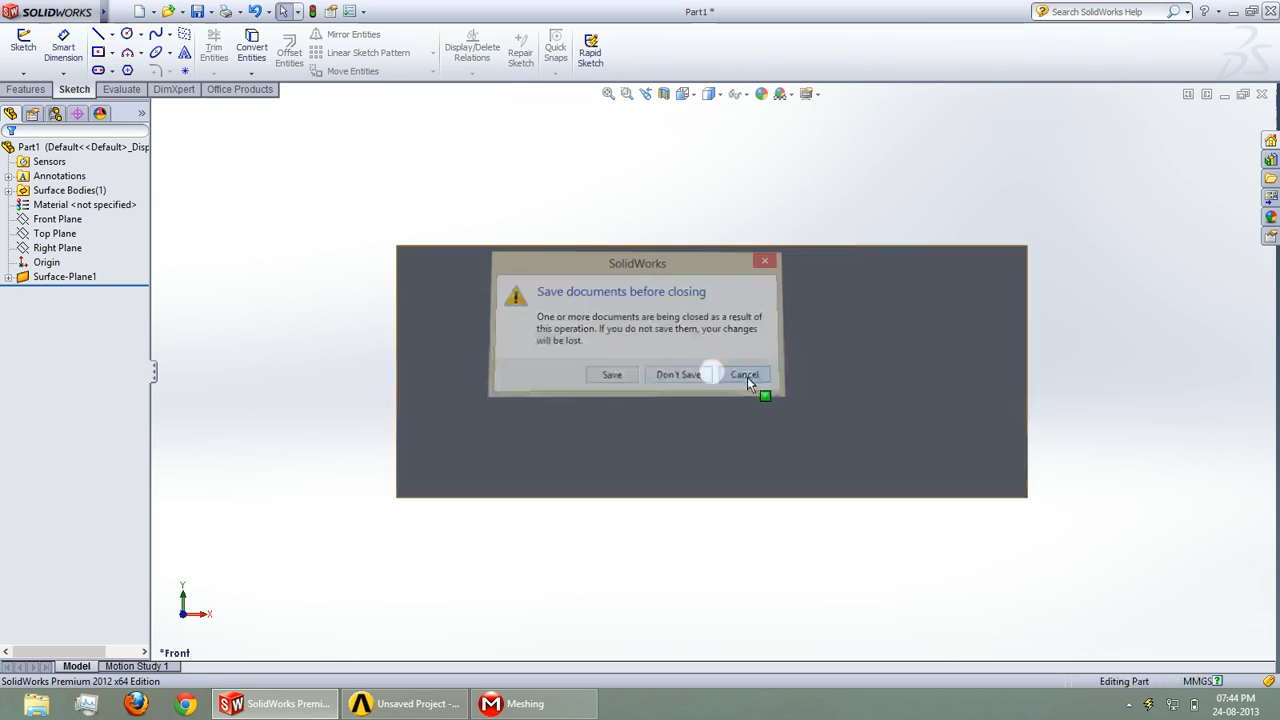 SOLIDWORKS
Part1 *
Search SolidWorks Help
Sketch
Smart Dimension
Trim Entities
Convert Entities
Offset Entities
Mirror Entities
Linear Sketch Pattern
Move Entities
Display/Delete Relations
Repair Sketch
Quick Snaps
Rapid Sketch
Features
Sketch
Evaluate
DimXpert
Office Products
Part1 (Default<<Default>_Disp
Sensors
Annotations
Surface Bodies(1)
Material <not specified>
Front Plane
Top Plane
Right Plane
Origin
Surface-Plane1
SolidWorks
Save documents before closing
One or more documents are being closed as a result of
this operation. If you do not save them, your changes
will be lost.
Save
Don't Save
Cancel
Y
X
*Front
Model
Motion Study 1
SolidWorks Premium 2012 x64 Edition
Editing Part
MMGS
SolidWorks Premi...
Unsaved Project -...
Meshing
07:44 PM
24-08-2013